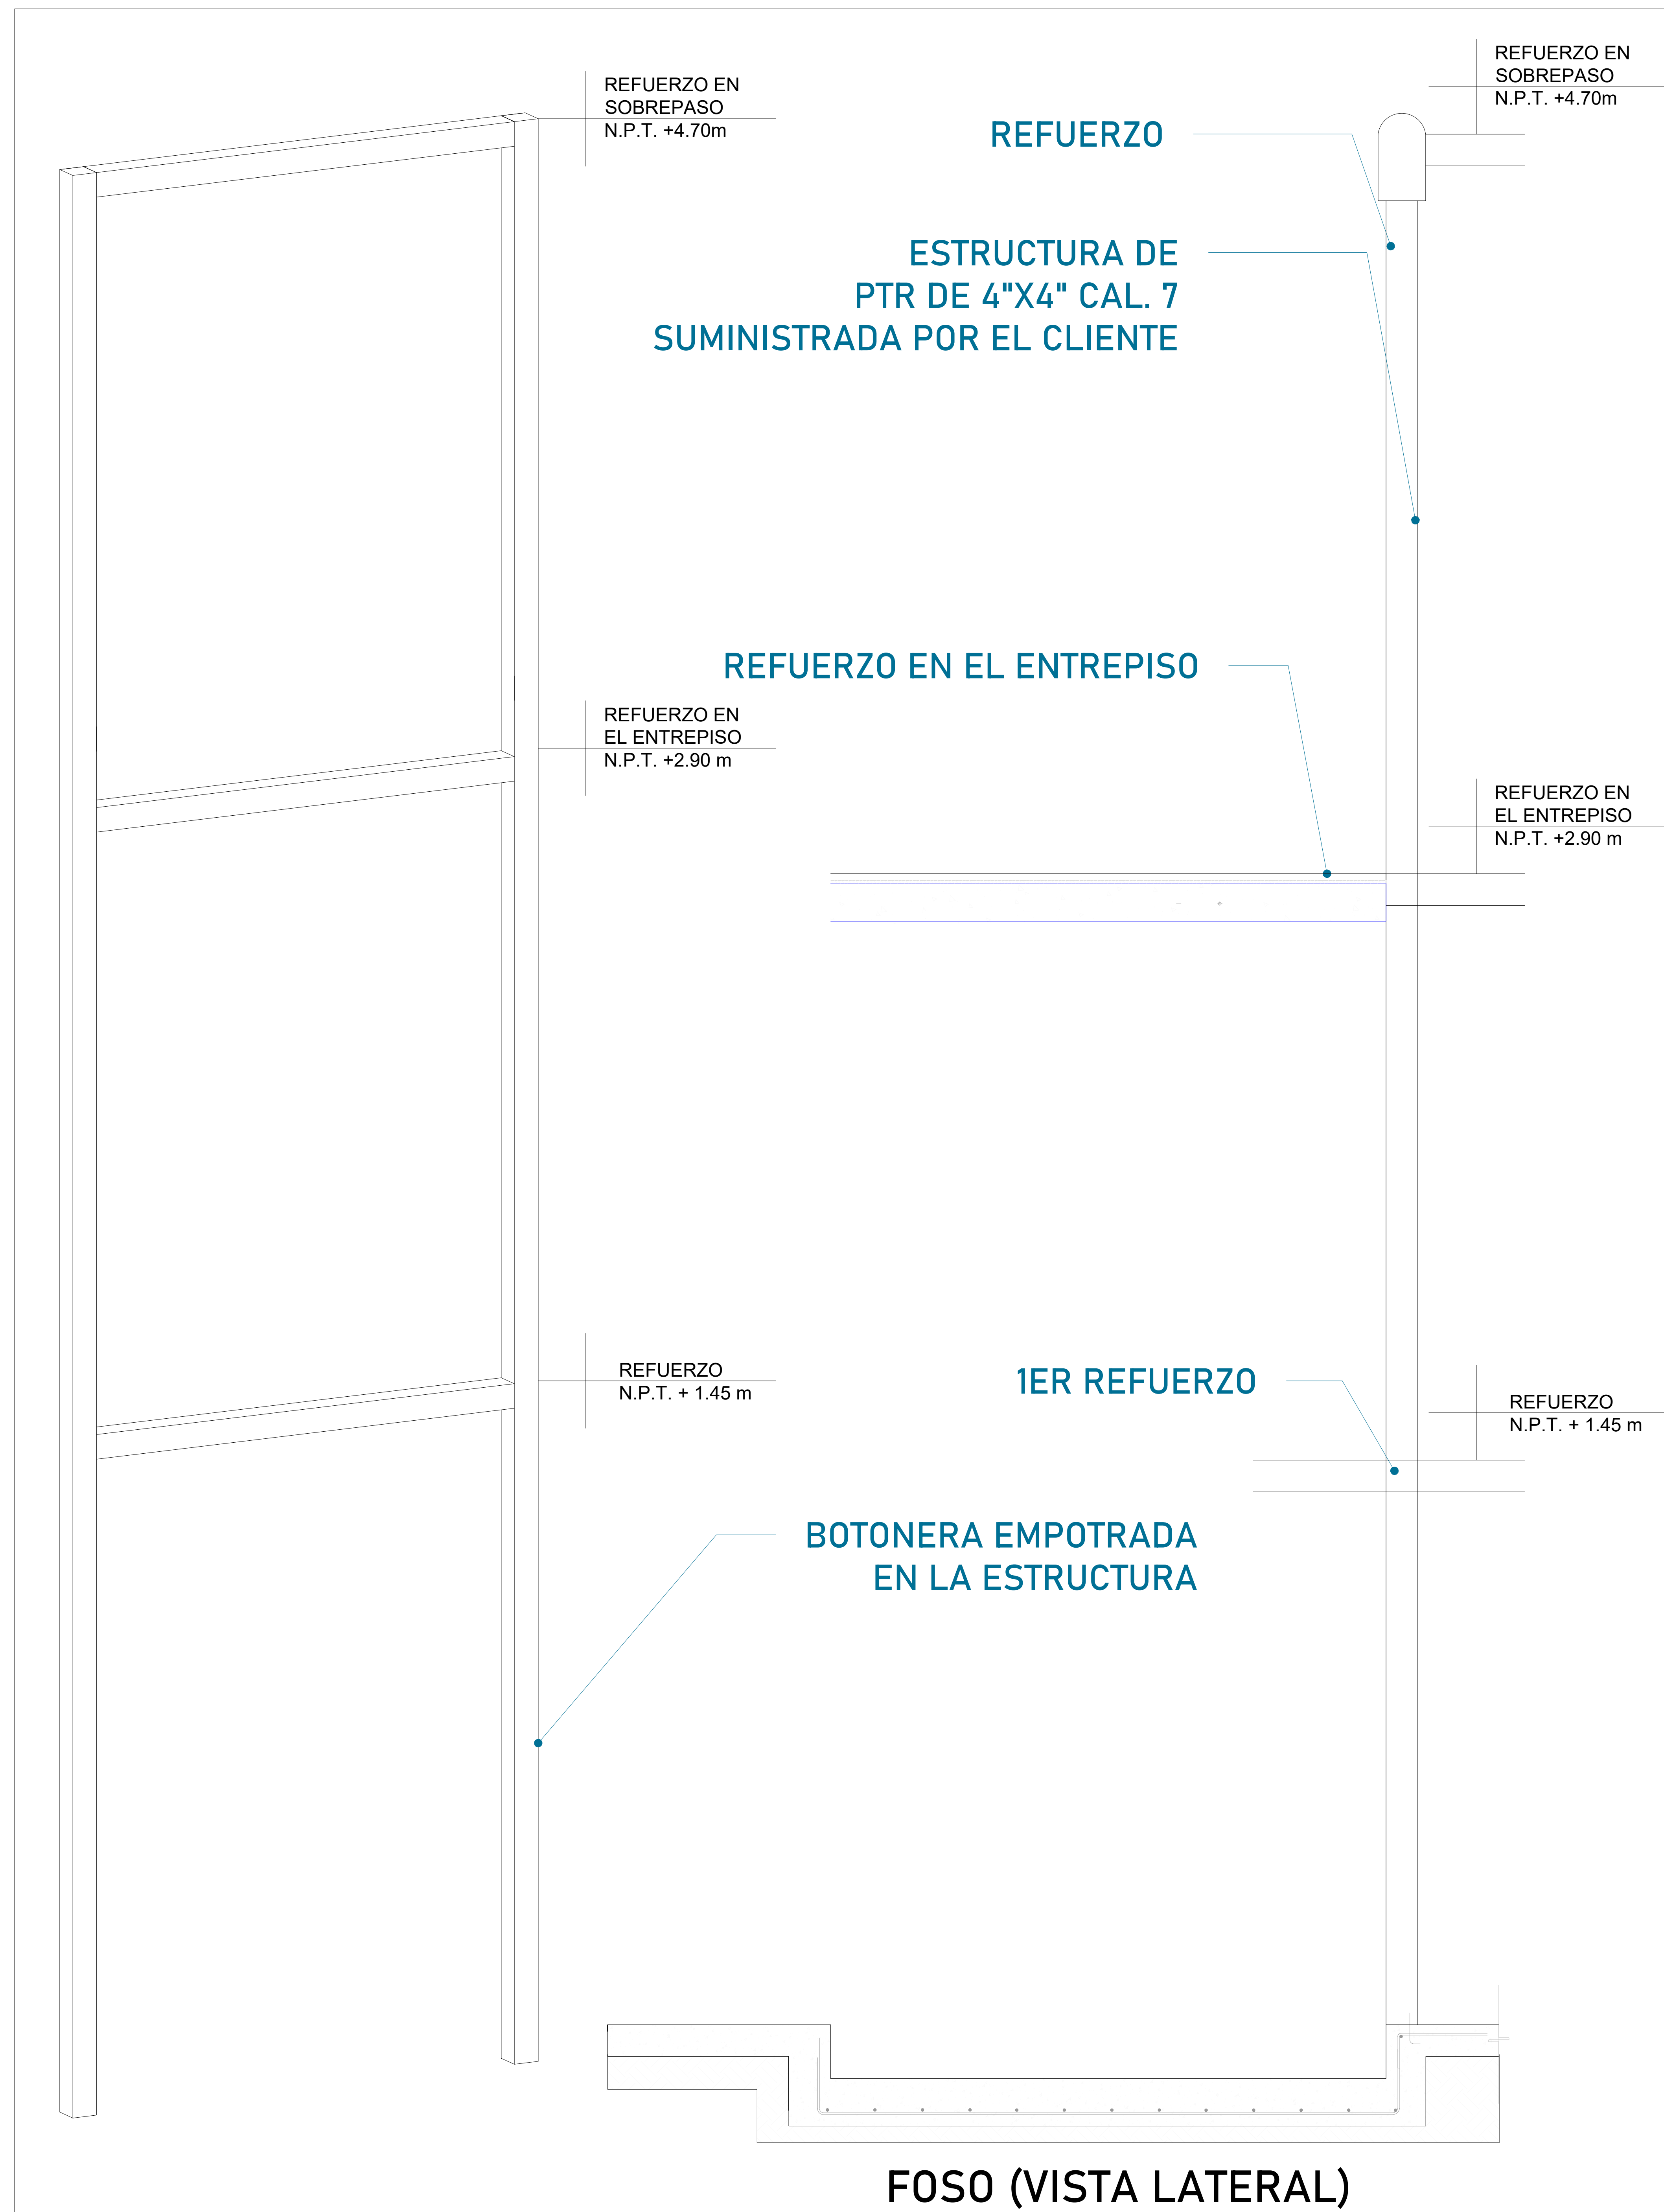 REFUERZO EN
SOBREPASO
N.P.T. +4.70m
REFUERZO EN
SOBREPASO
N.P.T. +4.70m
REFUERZO
ESTRUCTURA DE
PTR DE 4"X4" CAL. 7
SUMINISTRADA POR EL CLIENTE
REFUERZO EN EL ENTREPISO
REFUERZO EN
EL ENTREPISO
N.P.T. +2.90 m
REFUERZO EN
EL ENTREPISO
N.P.T. +2.90 m
REFUERZO
N.P.T. + 1.45 m
1ER REFUERZO
REFUERZO
N.P.T. + 1.45 m
BOTONERA EMPOTRADA
EN LA ESTRUCTURA
FOSO (VISTA LATERAL)